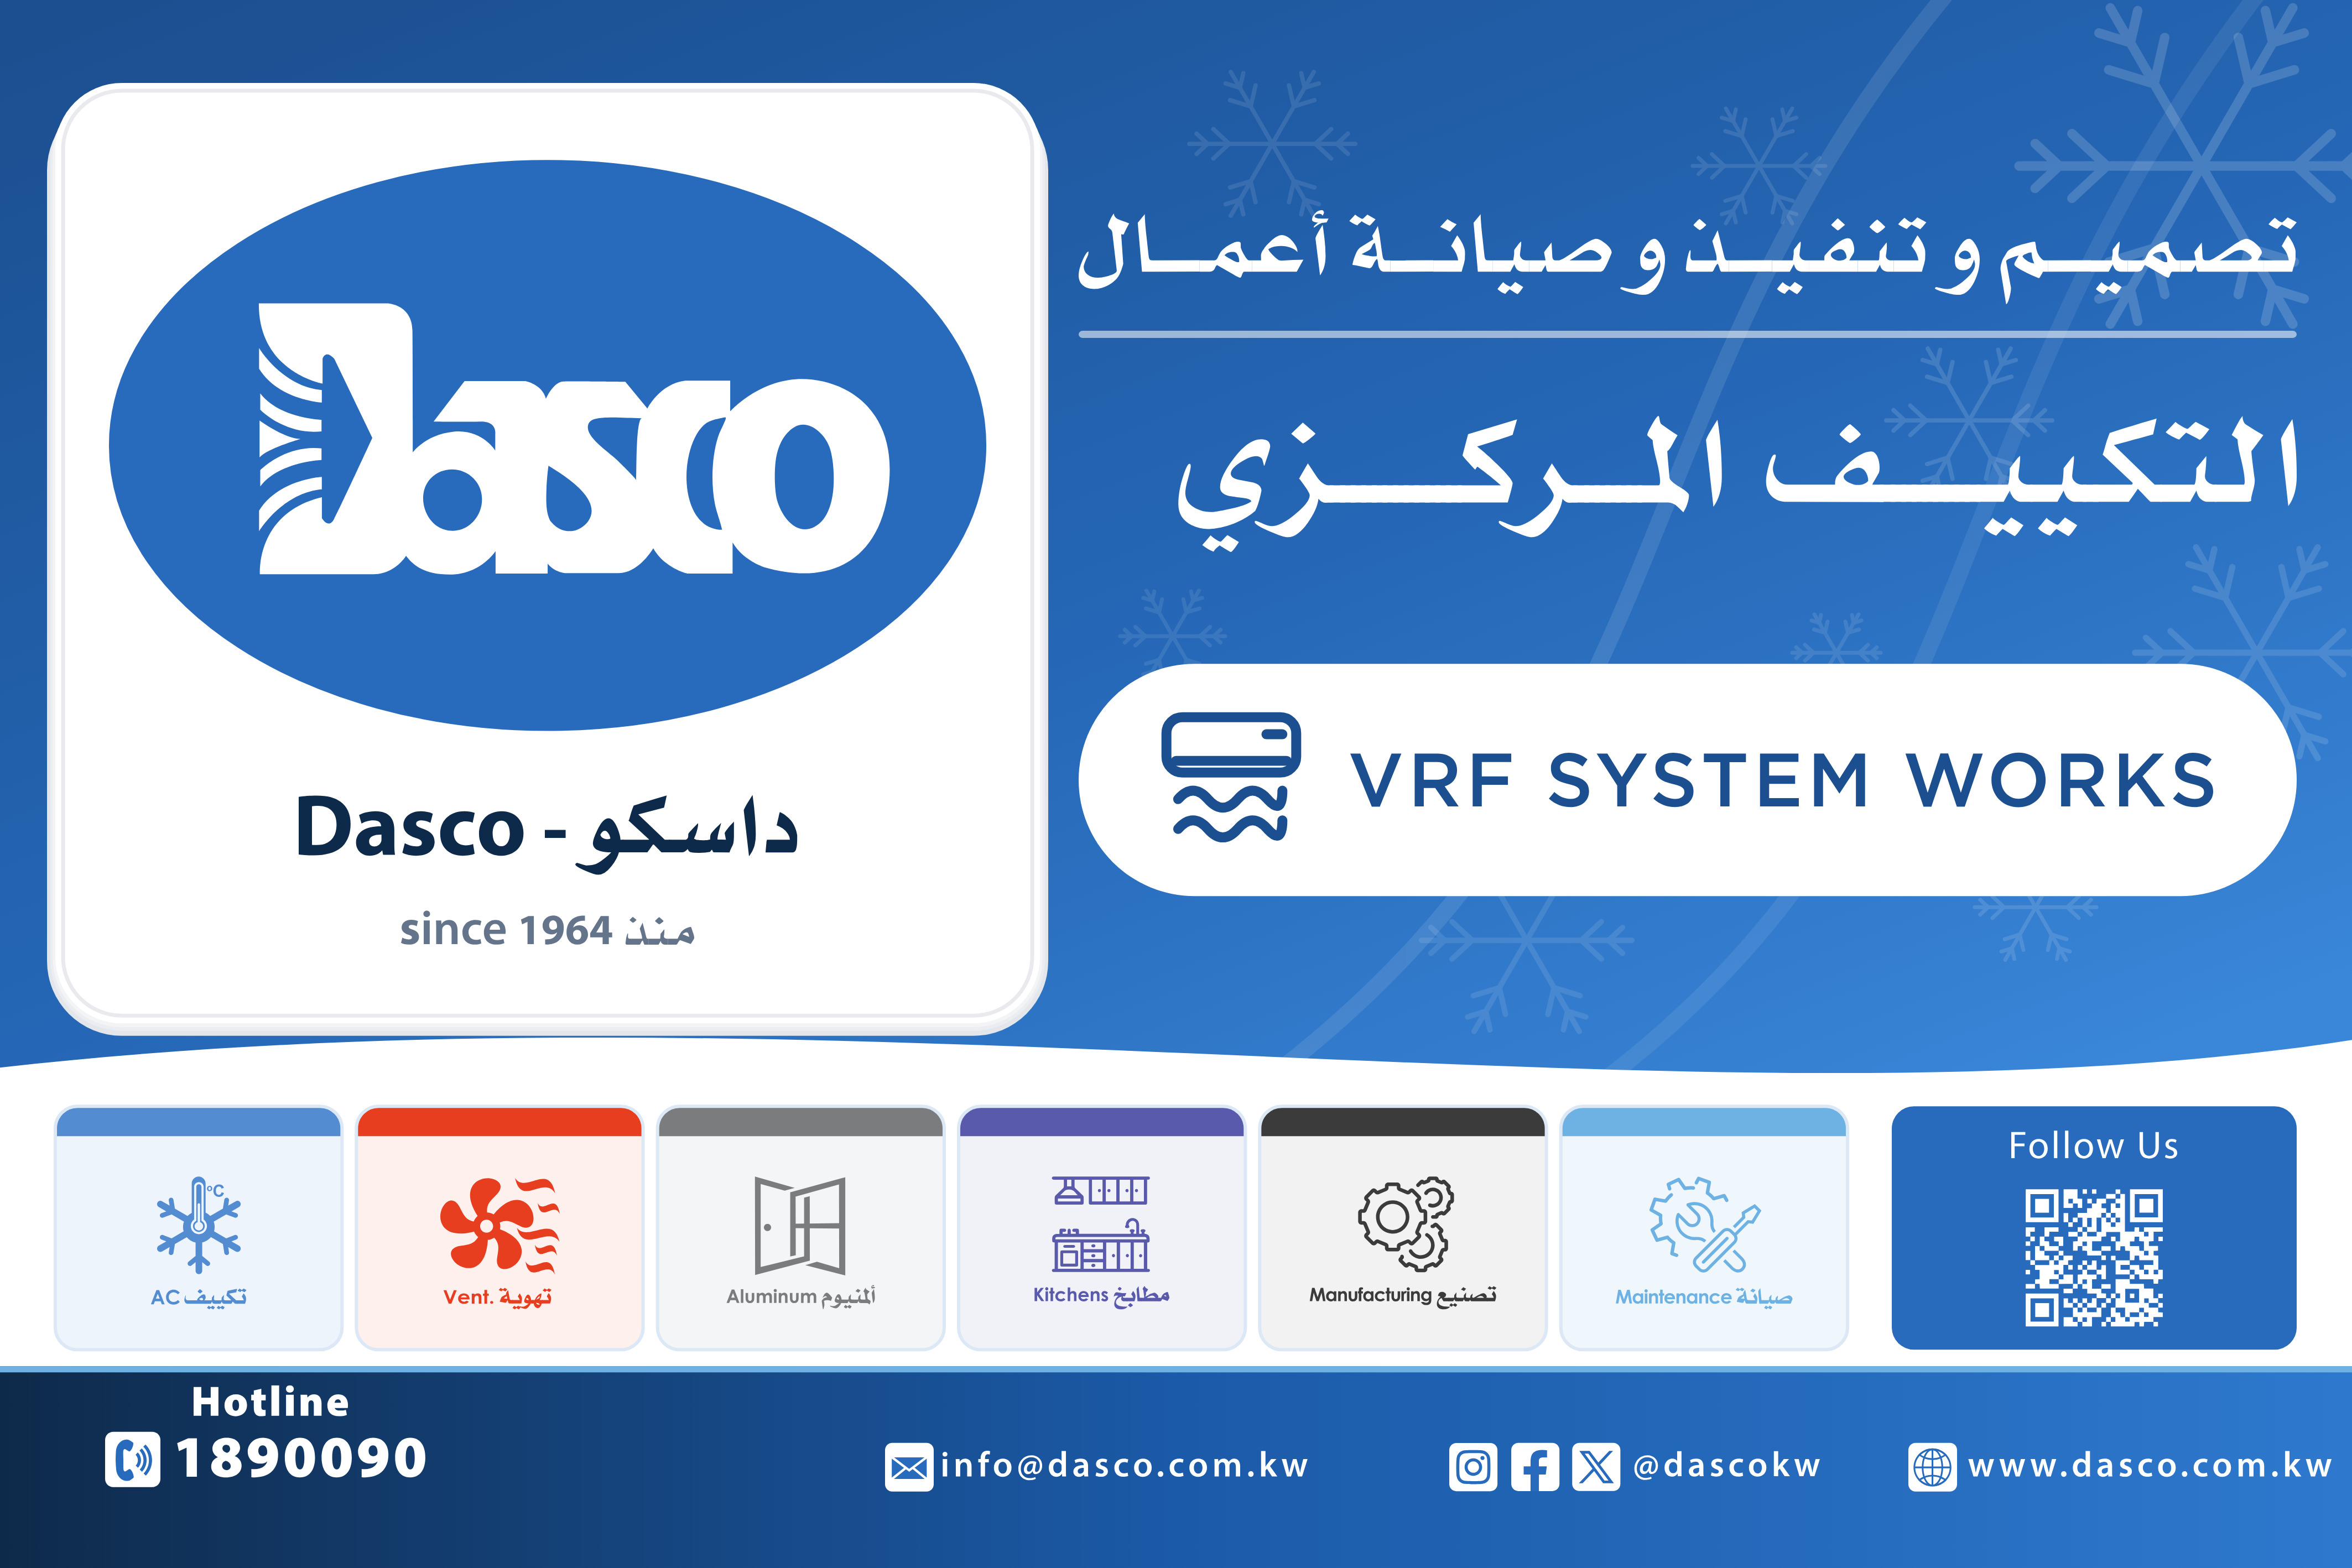 Dasco
Dasco - داسكو
since 1964 منذ
تصميم وتنفيذ وصيانة أعمال
التكييف المركزي
VRF SYSTEM WORKS
°C
AC تكييف
Vent. تهوية
Aluminum ألمنيوم
Kitchens مطابخ
Manufacturing تصنيع
Maintenance صيانة
Follow Us
Hotline
1890090
info@dasco.com.kw
@dascokw
www.dasco.com.kw